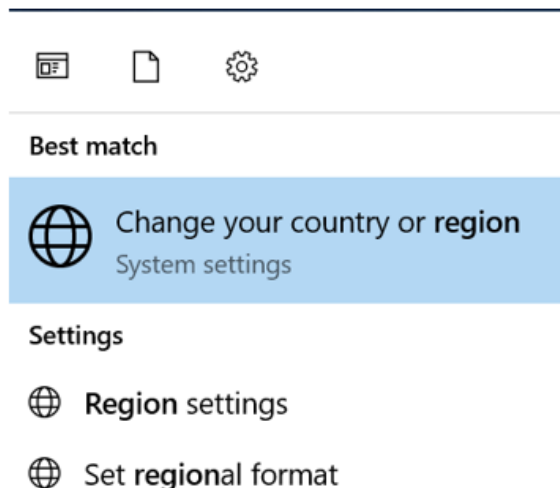 Best match
Change your country or region
System settings
Settings
Region settings
Set regional format